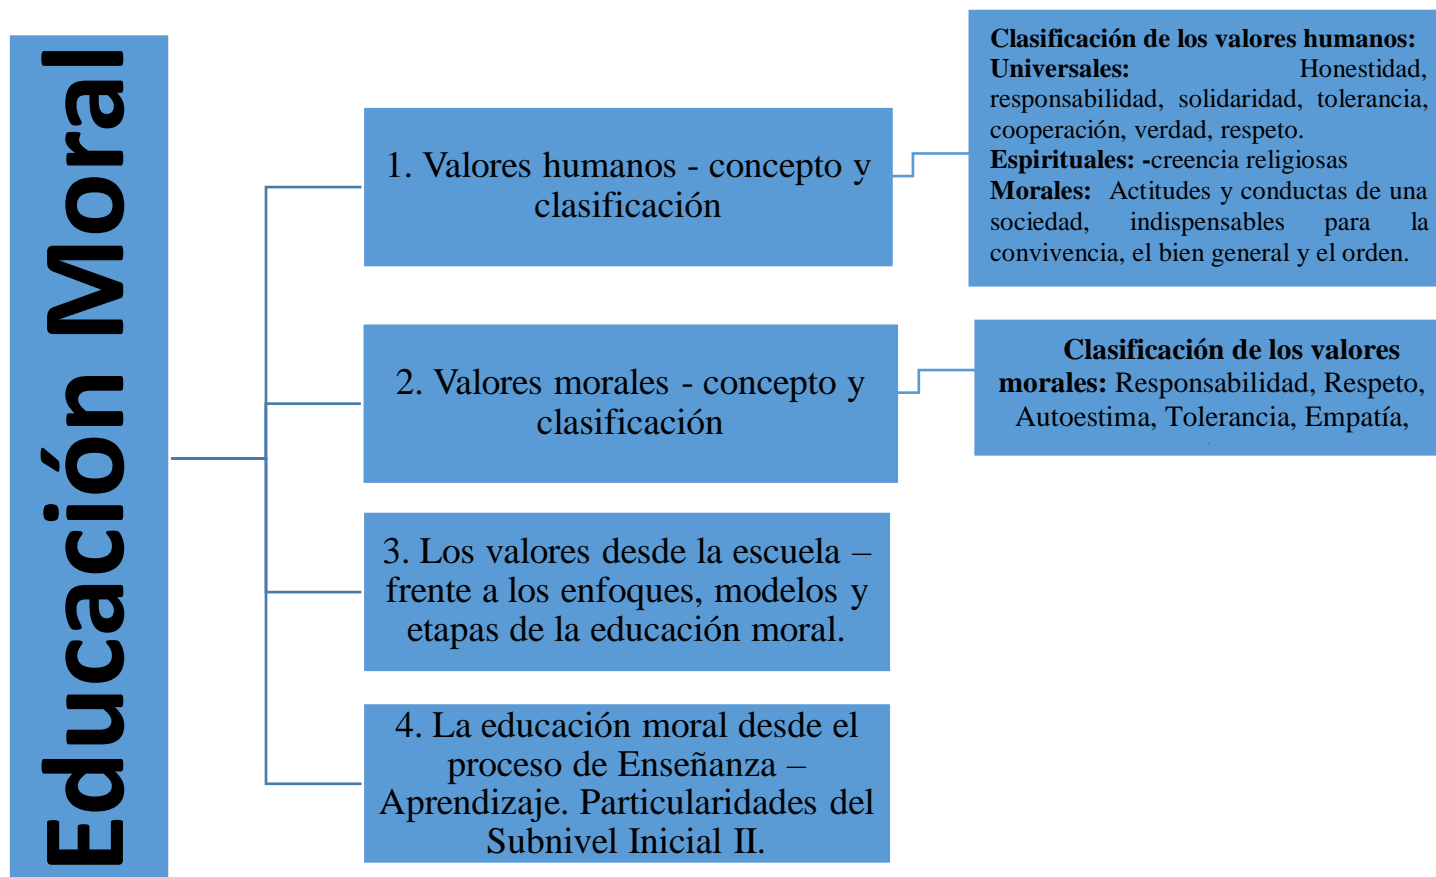 Educación Moral
1. Valores humanos - concepto y
clasificación
Clasificación de los valores humanos:
Universales: Honestidad,
responsabilidad, solidaridad, tolerancia,
cooperación, verdad, respeto.
Espirituales: -creencia religiosas
Morales: Actitudes y conductas de una
sociedad, indispensables para la
convivencia, el bien general y el orden.
2. Valores morales - concepto y
clasificación
Clasificación de los valores
morales: Responsabilidad, Respeto,
Autoestima, Tolerancia, Empatía,
3. Los valores desde la escuela –
frente a los enfoques, modelos y
etapas de la educación moral.
4. La educación moral desde el
proceso de Enseñanza –
Aprendizaje. Particularidades del
Subnivel Inicial II.